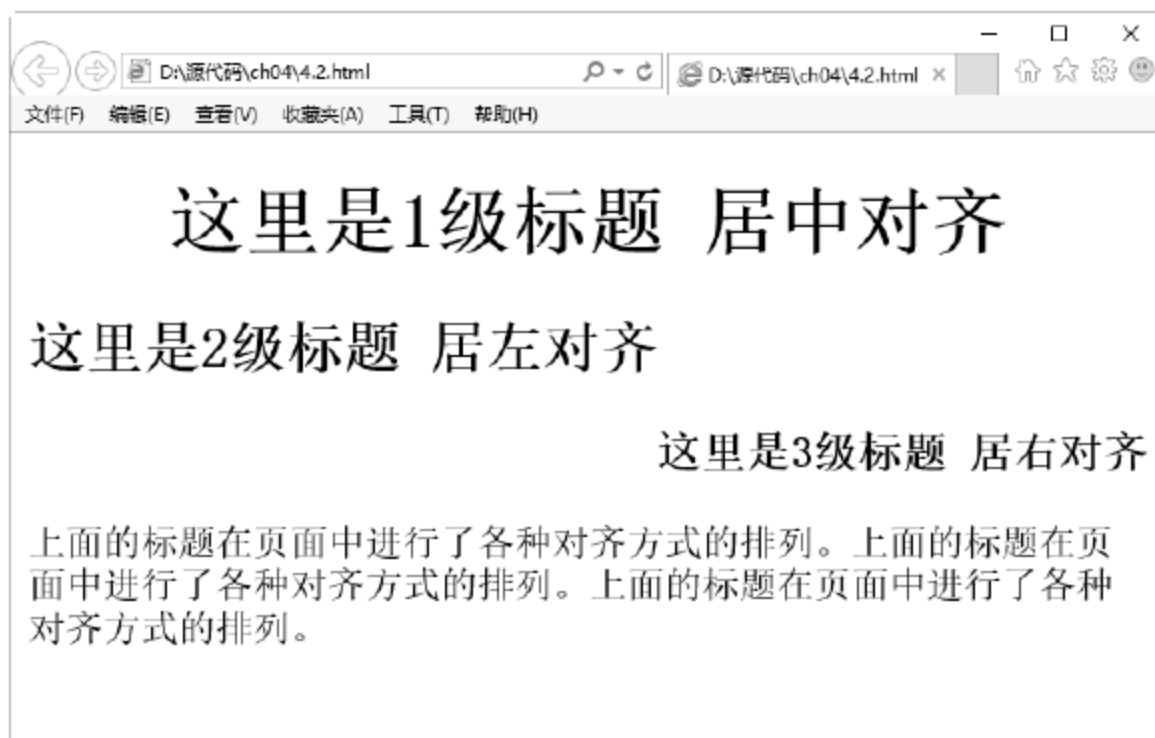 D:\源代码\ch04\4.2.html D:\源代码\ch04\4.2.html
文件(F) 编辑(E) 查看(V) 收藏夹(A) 工具(T) 帮助(H)
这里是1级标题 居中对齐
这里是2级标题 居左对齐
这里是3级标题 居右对齐
上面的标题在页面中进行了各种对齐方式的排列。上面的标题在页
面中进行了各种对齐方式的排列。上面的标题在页面中进行了各种
对齐方式的排列。